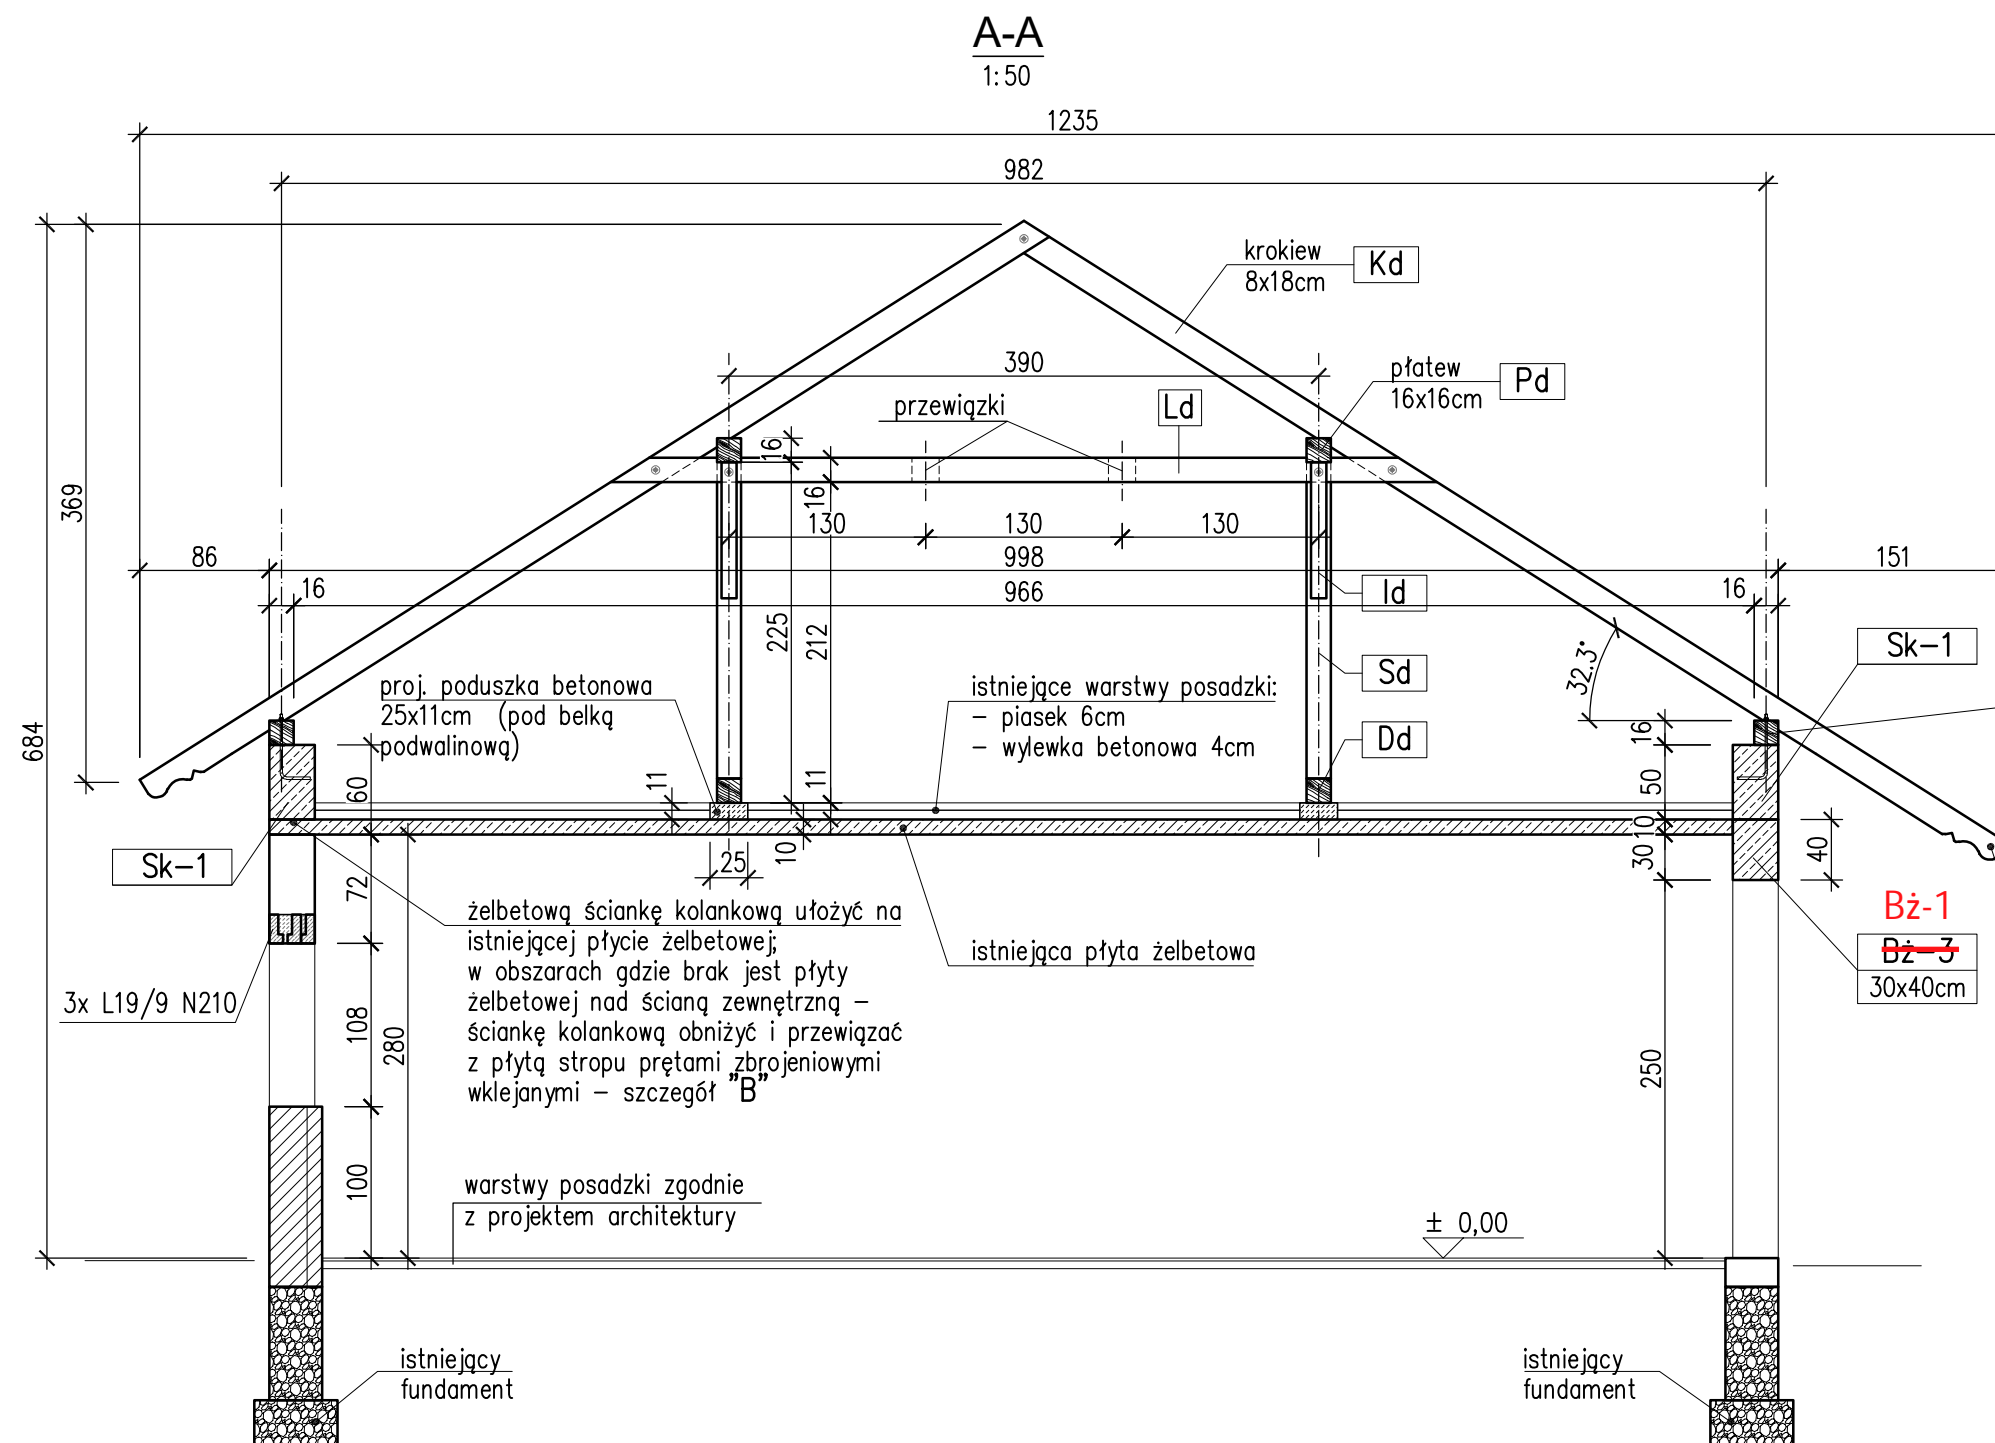 A-A
1:50
1235
982
krokiew
8x18cm
Kd
390
płatew
16x16cm
Pd
przewiązki
Ld
16
16
369
130
130
130
86
998
151
16
966
16
Id
225
212
32.3°
Sk-1
Sd
684
proj. poduszka betonowa
25x11cm (pod belką
podwalinową)
istniejące warstwy posadzki:
- piasek 6cm
- wylewka betonowa 4cm
Dd
16
60
11
11
50
Sk-1
25
10
10
30
40
72
żelbetową ściankę kolankową ułożyć na
istniejącej płycie żelbetowej;
w obszarach gdzie brak jest płyty
żelbetowej nad ścianą zewnętrzną -
ściankę kolankową obniżyć i przewiązać
z płytą stropu prętami zbrojeniowymi
wklejanymi - szczegół "B"
istniejąca płyta żelbetowa
Bż-1
Bż-3
30x40cm
3x L19/9 N210
108
280
250
100
warstwy posadzki zgodnie
z projektem architektury
± 0,00
istniejący
fundament
istniejący
fundament